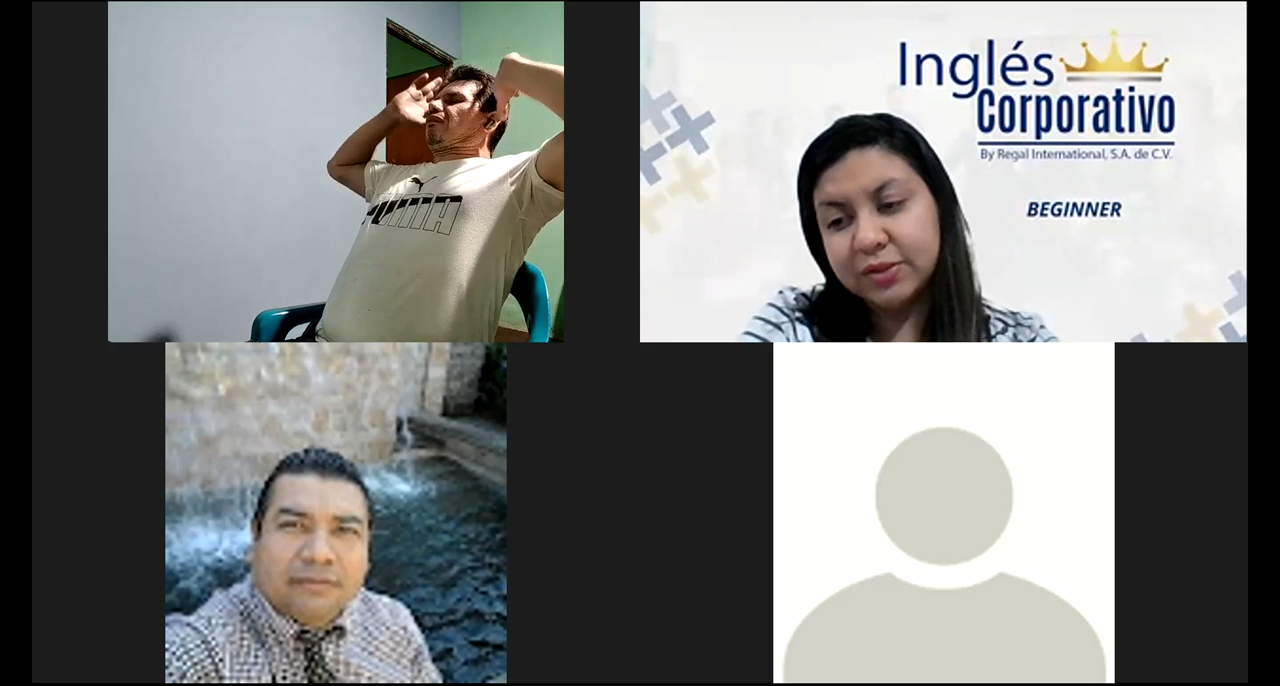 PUMA
Inglés
Corporativo
By Regal International, S.A. de C.V.
BEGINNER